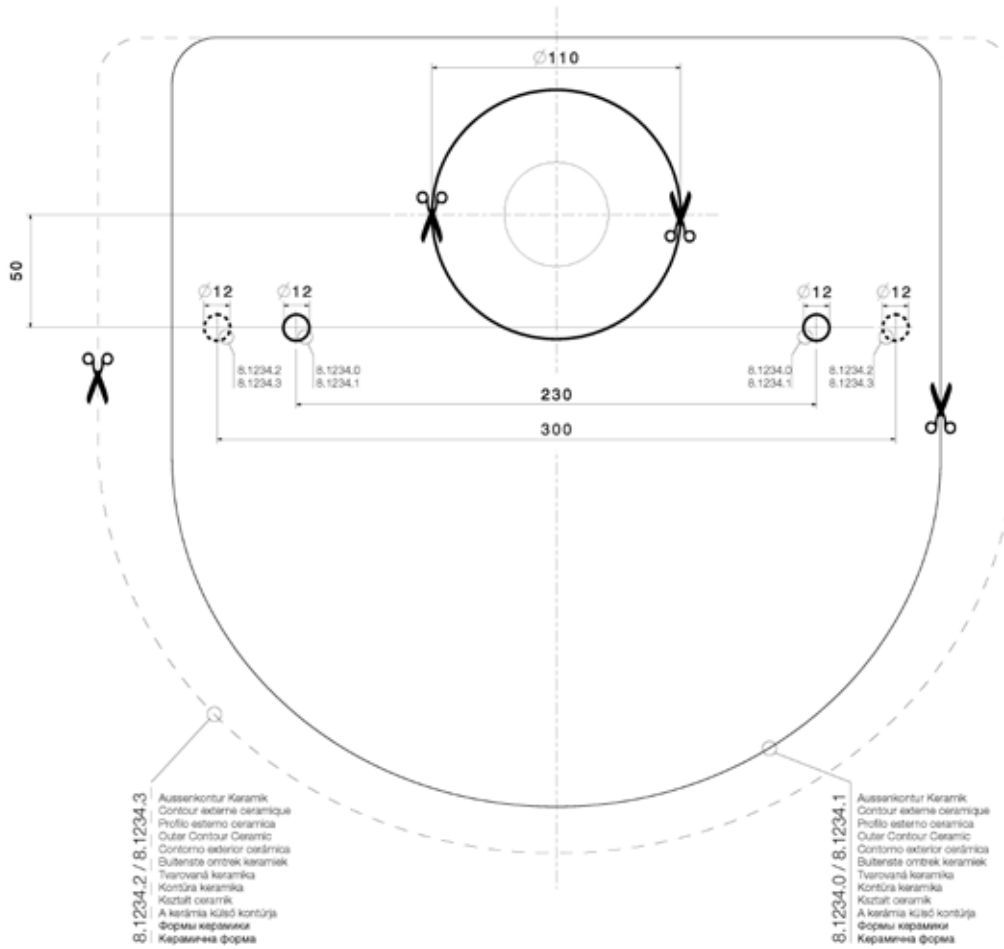 Ø110
50
Ø12
Ø12
Ø12
Ø12
8.1234.2
8.1234.3
8.1234.0
8.1234.1
8.1234.0
8.1234.1
8.1234.2
8.1234.3
230
300
8.1234.2 / 8.1234.3
Aussenkontur Keramik
Contour externe ceramique
Profilo esterno ceramica
Outer Contour Ceramic
Contorno exterior cerámica
Buitenste omtrek keramiek
Tvarovaná keramika
Kontūra keramika
Kształt ceramik
A kerámia külső kontúrja
Формы керамики
Керамична форма
8.1234.0 / 8.1234.1
Aussenkontur Keramik
Contour externe ceramique
Profilo esterno ceramica
Outer Contour Ceramic
Contorno exterior cerámica
Buitenste omtrek keramiek
Tvarovaná keramika
Kontūra keramika
Kształt ceramik
A kerámia külső kontúrja
Формы керамики
Керамична форма